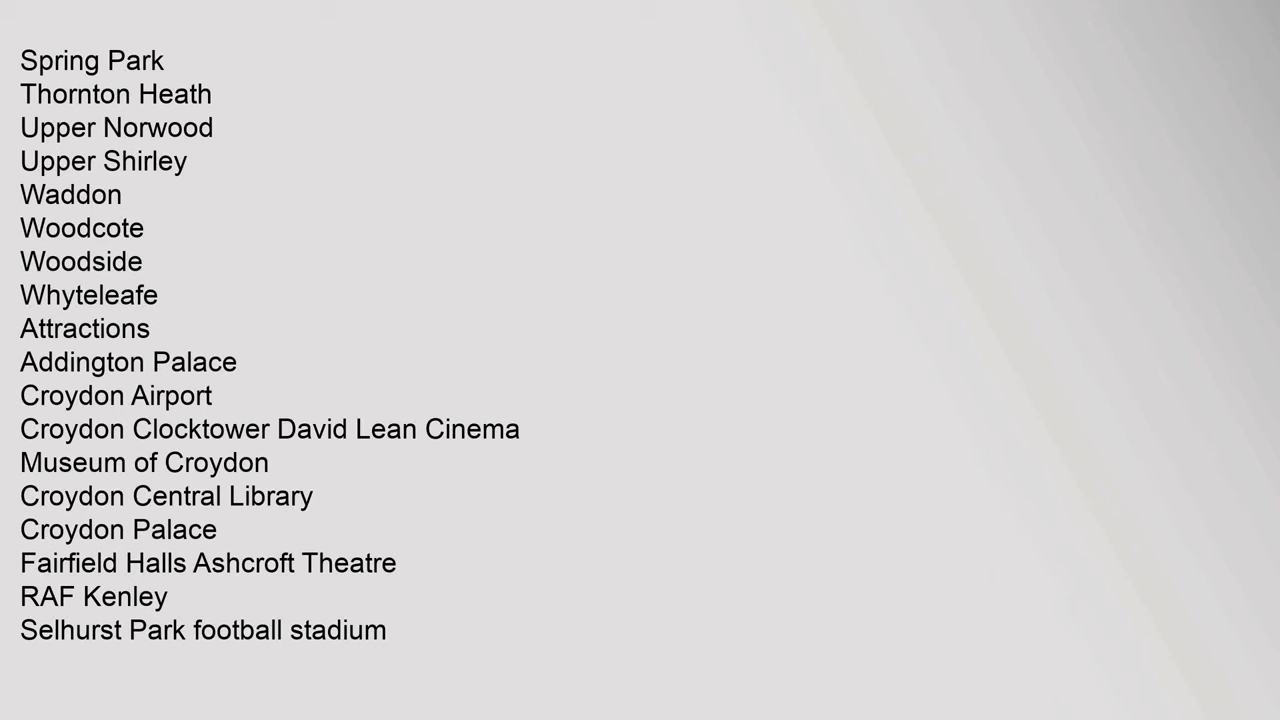 Spring Park
Thornton Heath
Upper Norwood
Upper Shirley
Waddon
Woodcote
Woodside
Whyteleafe
Attractions
Addington Palace
Croydon Airport
Croydon Clocktower David Lean Cinema
Museum of Croydon
Croydon Central Library
Croydon Palace
Fairfield Halls Ashcroft Theatre
RAF Kenley
Selhurst Park football stadium